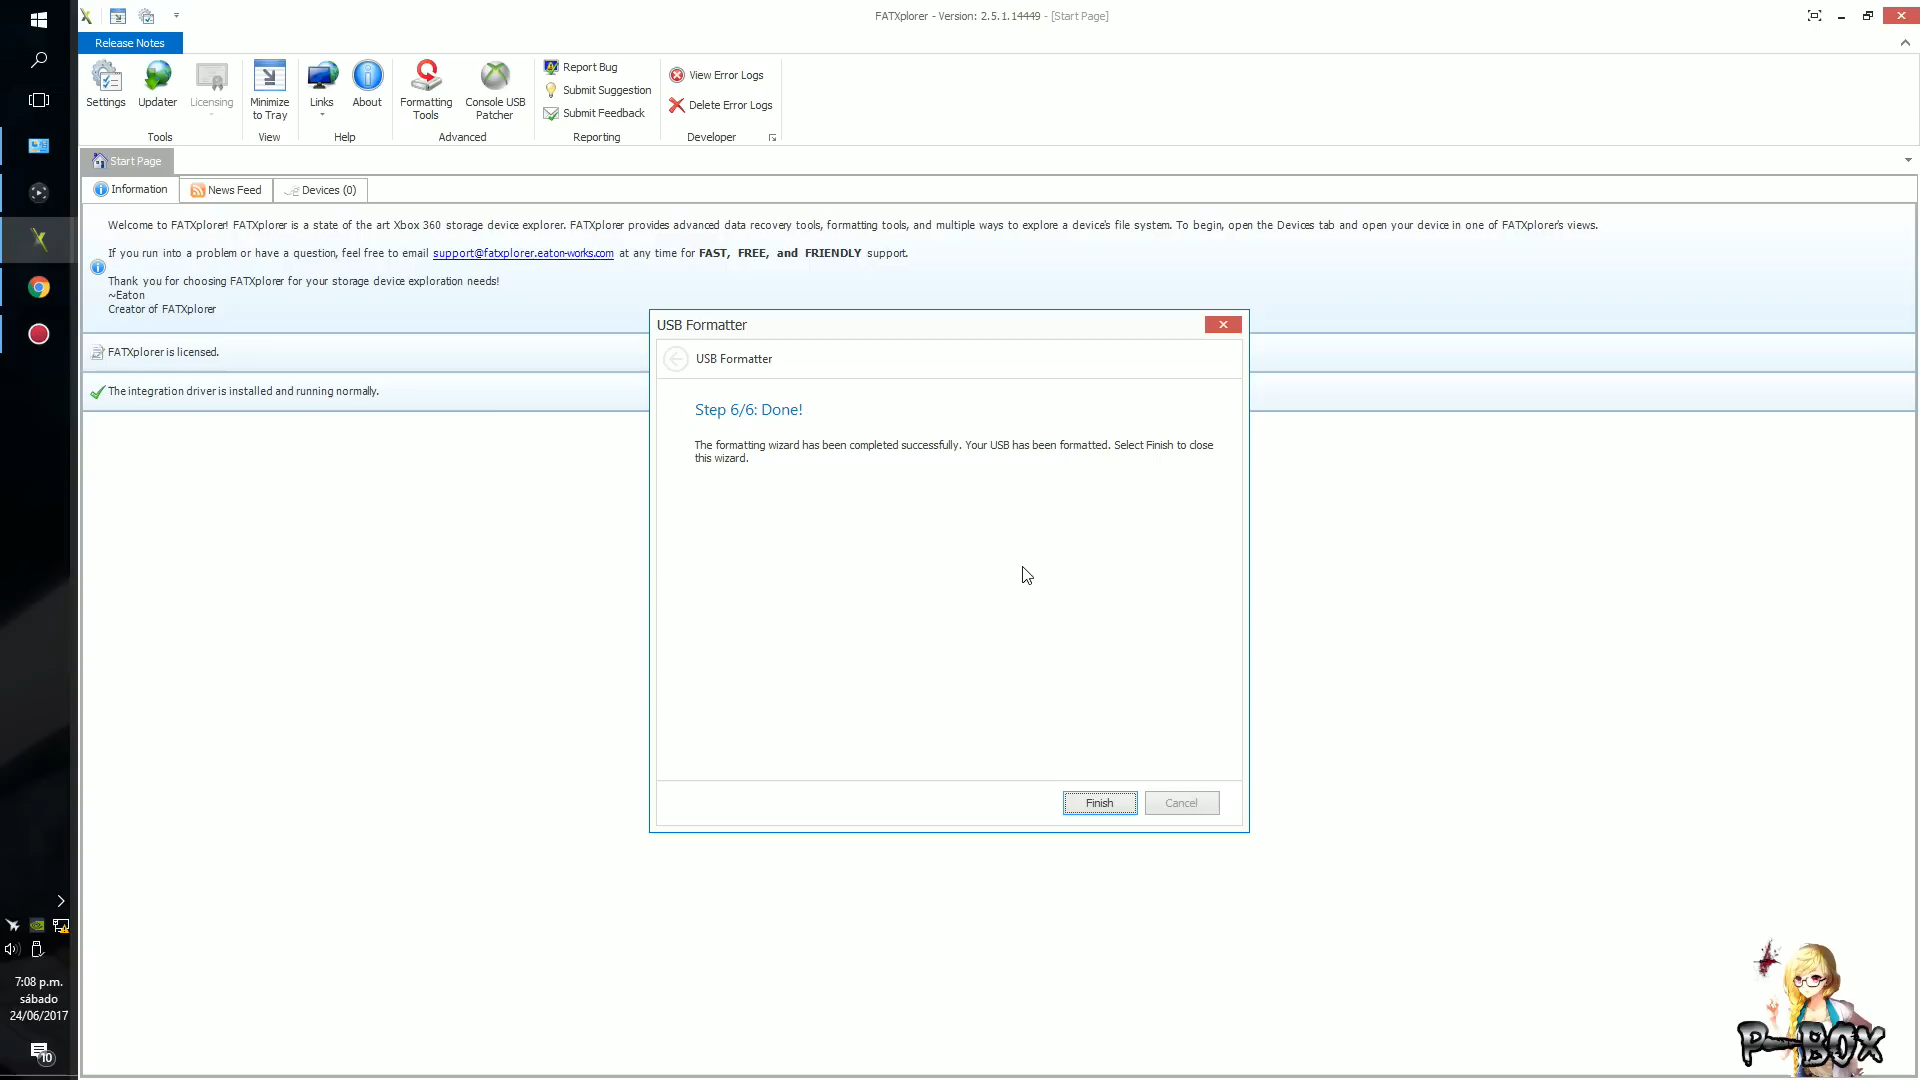 FATXplorer - Version: 2.5.1.14449 - [Start Page]
Release Notes
Settings
Updater
Licensing
Minimize
to Tray
Links
About
Formatting
Tools
Console USB
Patcher
Report Bug
Submit Suggestion
Submit Feedback
View Error Logs
Delete Error Logs
Tools
View
Help
Advanced
Reporting
Developer
Start Page
Information
News Feed
Devices (0)
Welcome to FATXplorer! FATXplorer is a state of the art Xbox 360 storage device explorer. FATXplorer provides advanced data recovery tools, formatting tools, and multiple ways to explore a device's file system. To begin, open the Devices tab and open your device in one of FATXplorer's views.
If you run into a problem or have a question, feel free to email support@fatxplorer.eaton-works.com at any time for FAST, FREE, and FRIENDLY support.
Thank you for choosing FATXplorer for your storage device exploration needs!
~Eaton
Creator of FATXplorer
FATXplorer is licensed.
The integration driver is installed and running normally.
USB Formatter
USB Formatter
Step 6/6: Done!
The formatting wizard has been completed successfully. Your USB has been formatted. Select Finish to close
this wizard.
Finish
Cancel
7:08 p.m.
sábado
24/06/2017
10
P-BOX